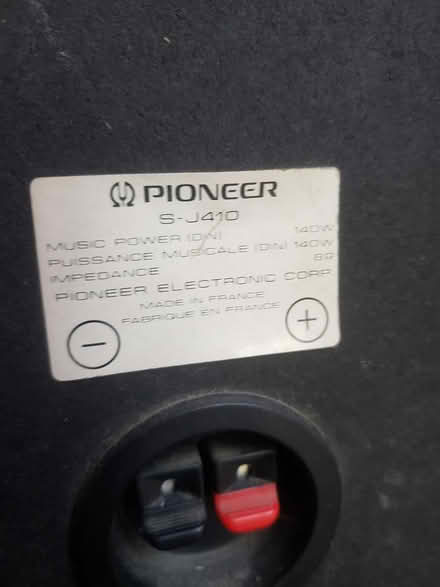 PIONEER
S-J410
MUSIC POWER (DIN) 140W
PUISSANCE MUSICALE (DIN) 140W
IMPEDANCE 8Ω
PIONEER ELECTRONIC CORP.
MADE IN FRANCE
FABRIQUE EN FRANCE
− +